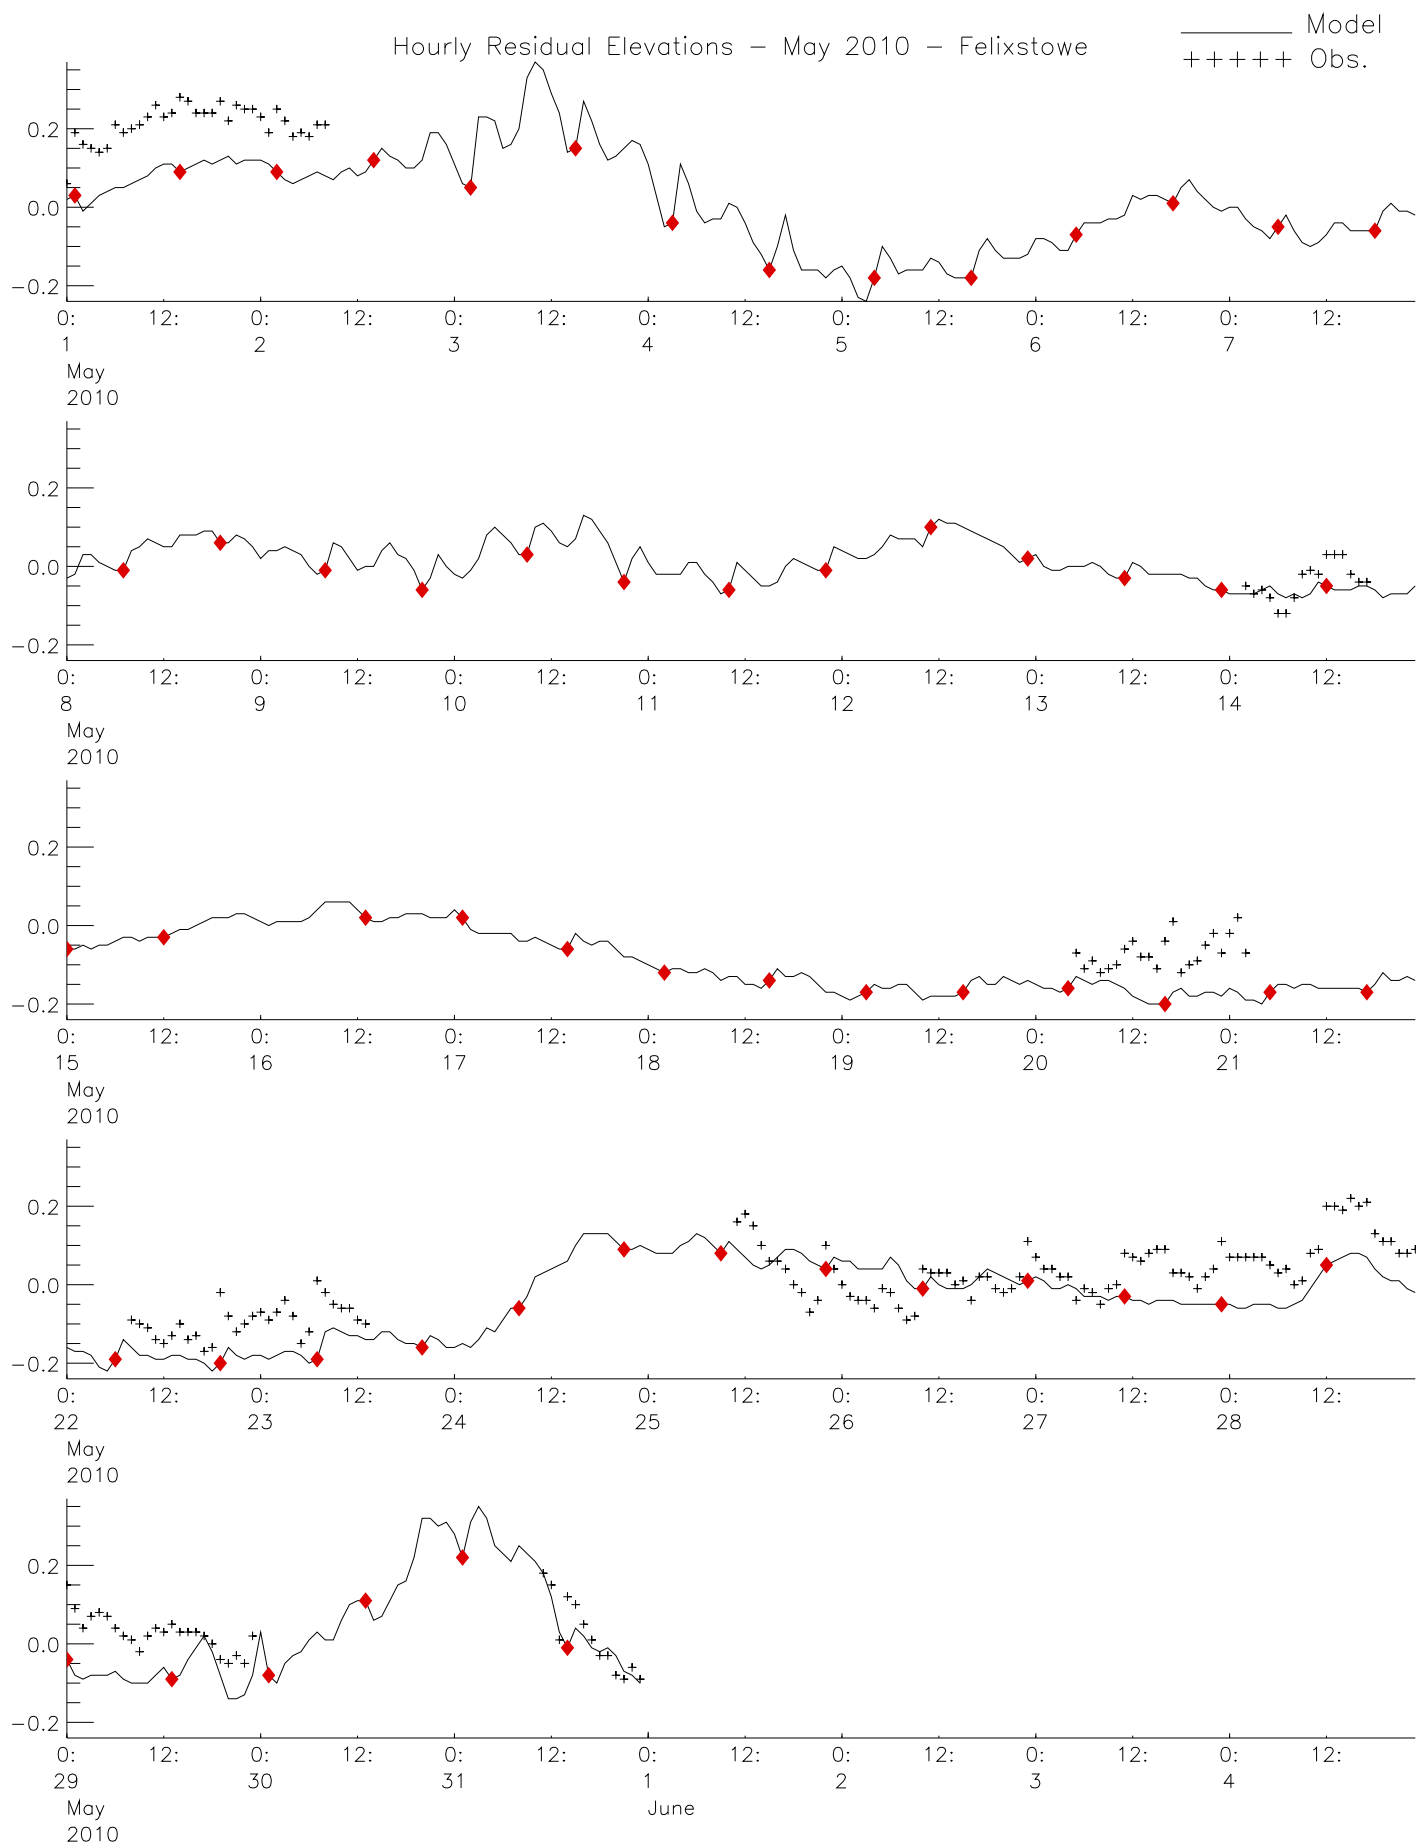 Hourly Residual Elevations - May 2010 - Felixstowe
Model
+++++ Obs.
0.2
0.0
-0.2
0: 12: 0: 12: 0: 12: 0: 12: 0: 12: 0: 12: 0: 12:
1 2 3 4 5 6 7
May
2010
0.2
0.0
-0.2
0: 12: 0: 12: 0: 12: 0: 12: 0: 12: 0: 12: 0: 12:
8 9 10 11 12 13 14
May
2010
0.2
0.0
-0.2
0: 12: 0: 12: 0: 12: 0: 12: 0: 12: 0: 12: 0: 12:
15 16 17 18 19 20 21
May
2010
0.2
0.0
-0.2
0: 12: 0: 12: 0: 12: 0: 12: 0: 12: 0: 12: 0: 12:
22 23 24 25 26 27 28
May
2010
0.2
0.0
-0.2
0: 12: 0: 12: 0: 12: 0: 12: 0: 12: 0: 12: 0: 12:
29 30 31 1 2 3 4
May June
2010